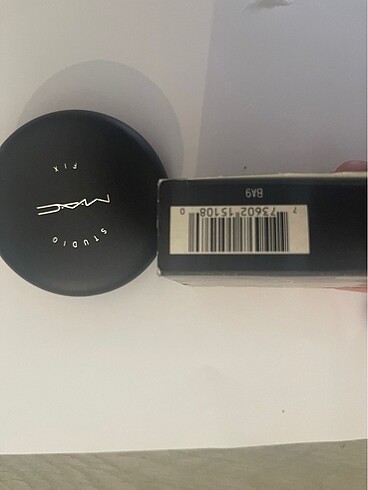 STUDIO
M·A·C
FIX
7 73602 15108 0
BA9